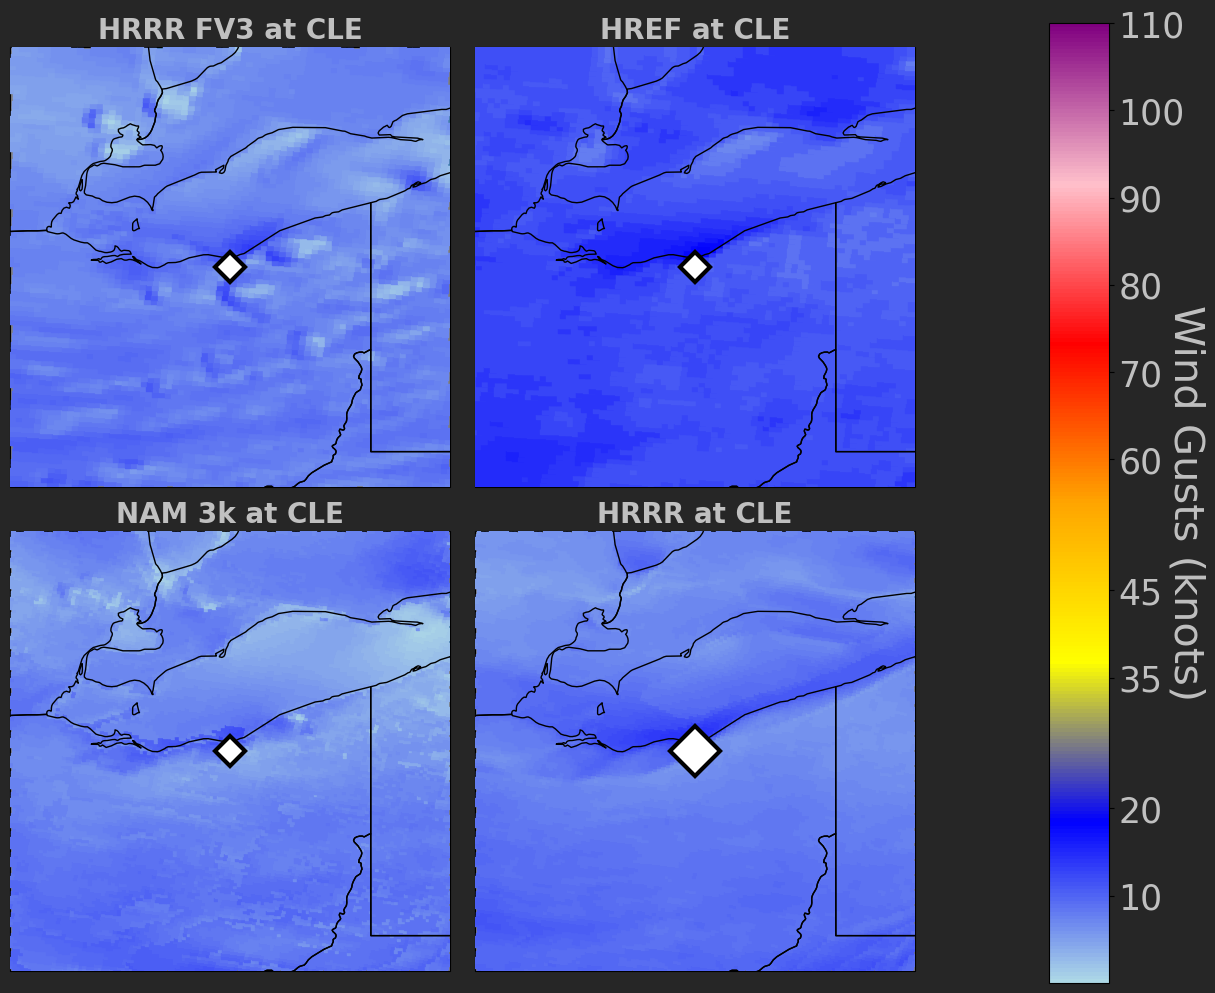 HRRR FV3 at CLE
HREF at CLE
NAM 3k at CLE
HRRR at CLE
110
100
90
80
70
60
45
35
20
10
Wind Gusts (knots)